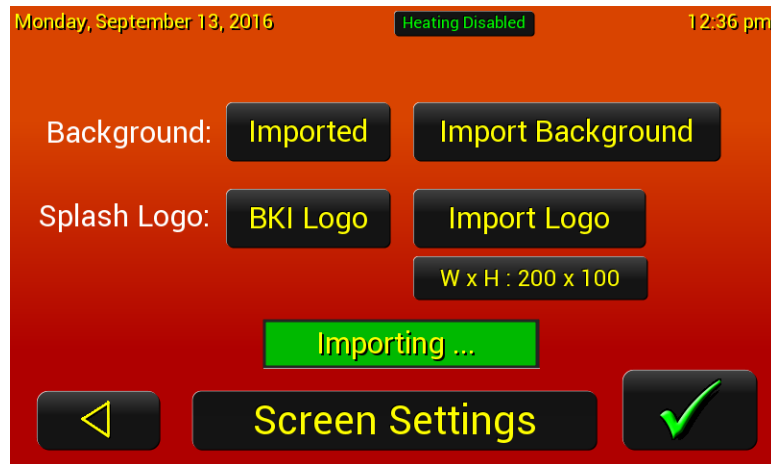 Monday, September 13, 2016 Heating Disabled 12:36 pm
Background: Imported Import Background
Splash Logo: BKI Logo Import Logo
W x H : 200 x 100
Importing ...
Screen Settings